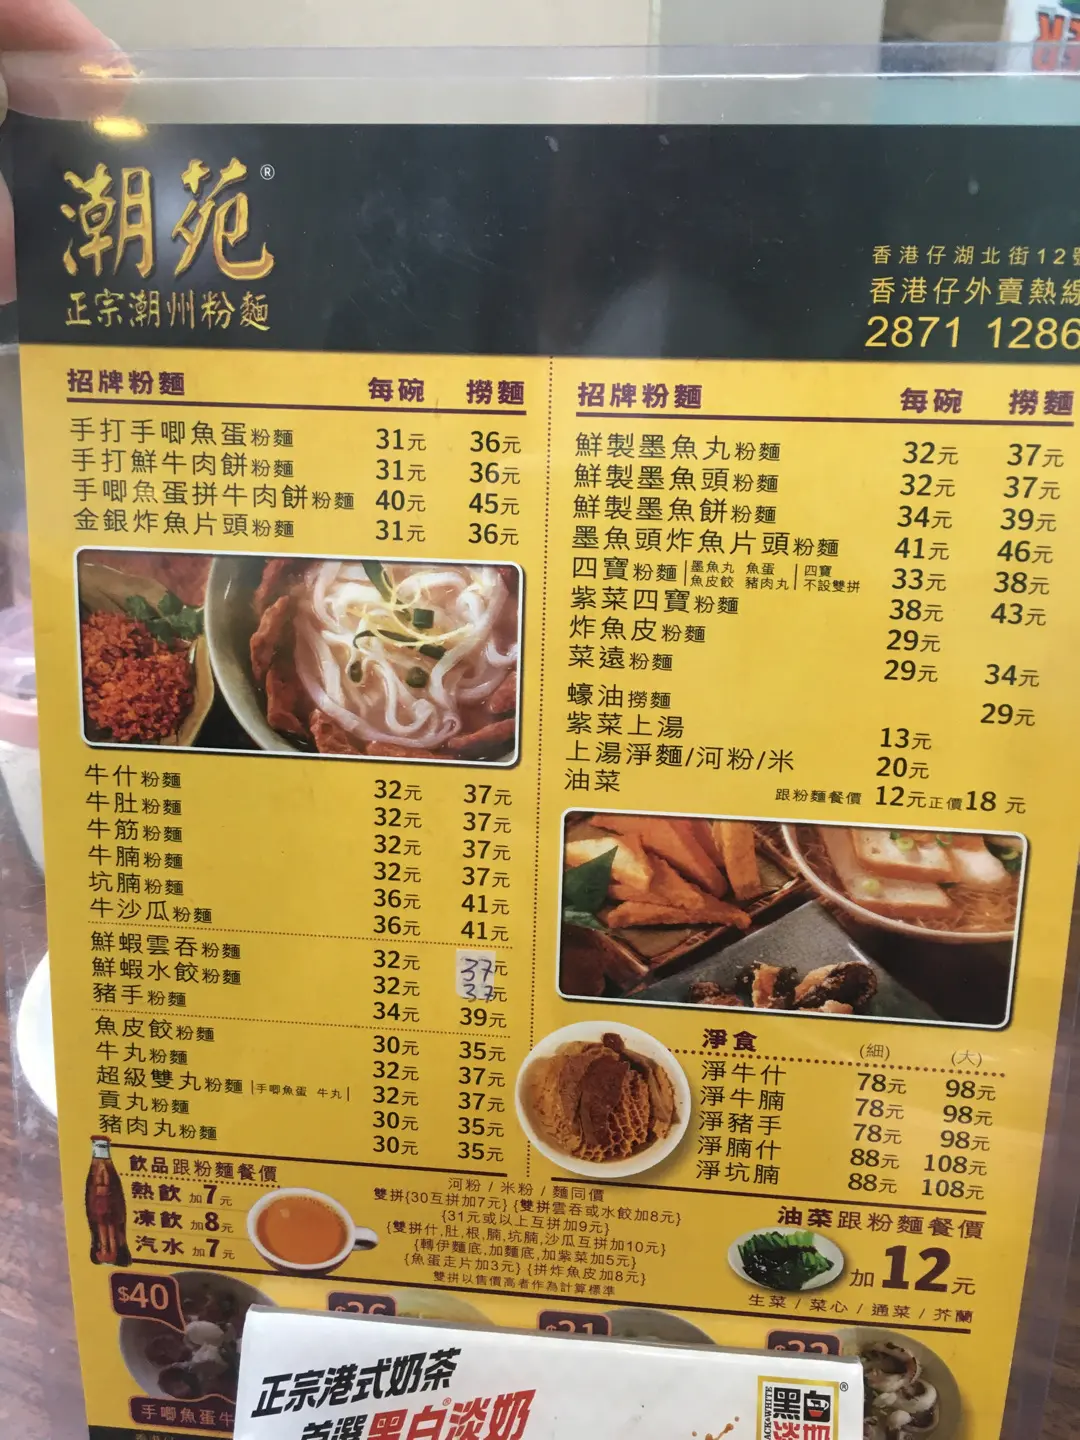 潮苑®
正宗潮州粉麵
香港仔湖北街12號
香港仔外賣熱線
2871 1286
招牌粉麵 每碗 撈麵
手打手唧魚蛋粉麵 31元 36元
手打鮮牛肉餅粉麵 31元 36元
手唧魚蛋拼牛肉餅粉麵 40元 45元
金銀炸魚片頭粉麵 31元 36元
牛什粉麵 32元 37元
牛肚粉麵 32元 37元
牛筋粉麵 32元 37元
牛腩粉麵 32元 37元
坑腩粉麵 36元 41元
牛沙瓜粉麵 36元 41元
鮮蝦雲吞粉麵 32元 37元
鮮蝦水餃粉麵 32元 37元
豬手粉麵 34元 39元
魚皮餃粉麵 30元 35元
牛丸粉麵 32元 37元
超級雙丸粉麵 |手唧魚蛋 牛丸| 32元 37元
貢丸粉麵 30元 35元
豬肉丸粉麵 30元 35元
招牌粉麵 每碗 撈麵
鮮製墨魚丸粉麵 32元 37元
鮮製墨魚頭粉麵 32元 37元
鮮製墨魚餅粉麵 34元 39元
墨魚頭炸魚片頭粉麵 41元 46元
四寶粉麵 |墨魚丸 魚蛋 魚皮餃 豬肉丸| 四寶不設雙拼 33元 38元
紫菜四寶粉麵 38元 43元
炸魚皮粉麵 29元
菜遠粉麵 29元 34元
蠔油撈麵 29元
紫菜上湯 13元
上湯淨麵/河粉/米 20元
油菜 跟粉麵餐價 12元 正價18元
淨食 (細) (大)
淨牛什 78元 98元
淨牛腩 78元 98元
淨豬手 78元 98元
淨腩什 88元 108元
淨坑腩 88元 108元
飲品跟粉麵餐價
熱飲 加7元
凍飲 加8元
汽水 加7元
河粉 / 米粉 / 麵同價
雙拼{30互拼加7元} {雙拼雲吞或水餃加8元}
{31元或以上互拼加9元}
{雙拼什,肚,根,腩,坑腩,沙瓜互拼加10元}
{轉伊麵底,加麵底,加紫菜加5元}
{魚蛋走片加3元} {拼炸魚皮加8元}
雙拼以售價高者作為計算標準
油菜跟粉麵餐價
加12元
生菜 / 菜心 / 通菜 / 芥蘭
$40
手唧魚蛋牛
正宗港式奶茶
首選黑白®淡奶
黑白®